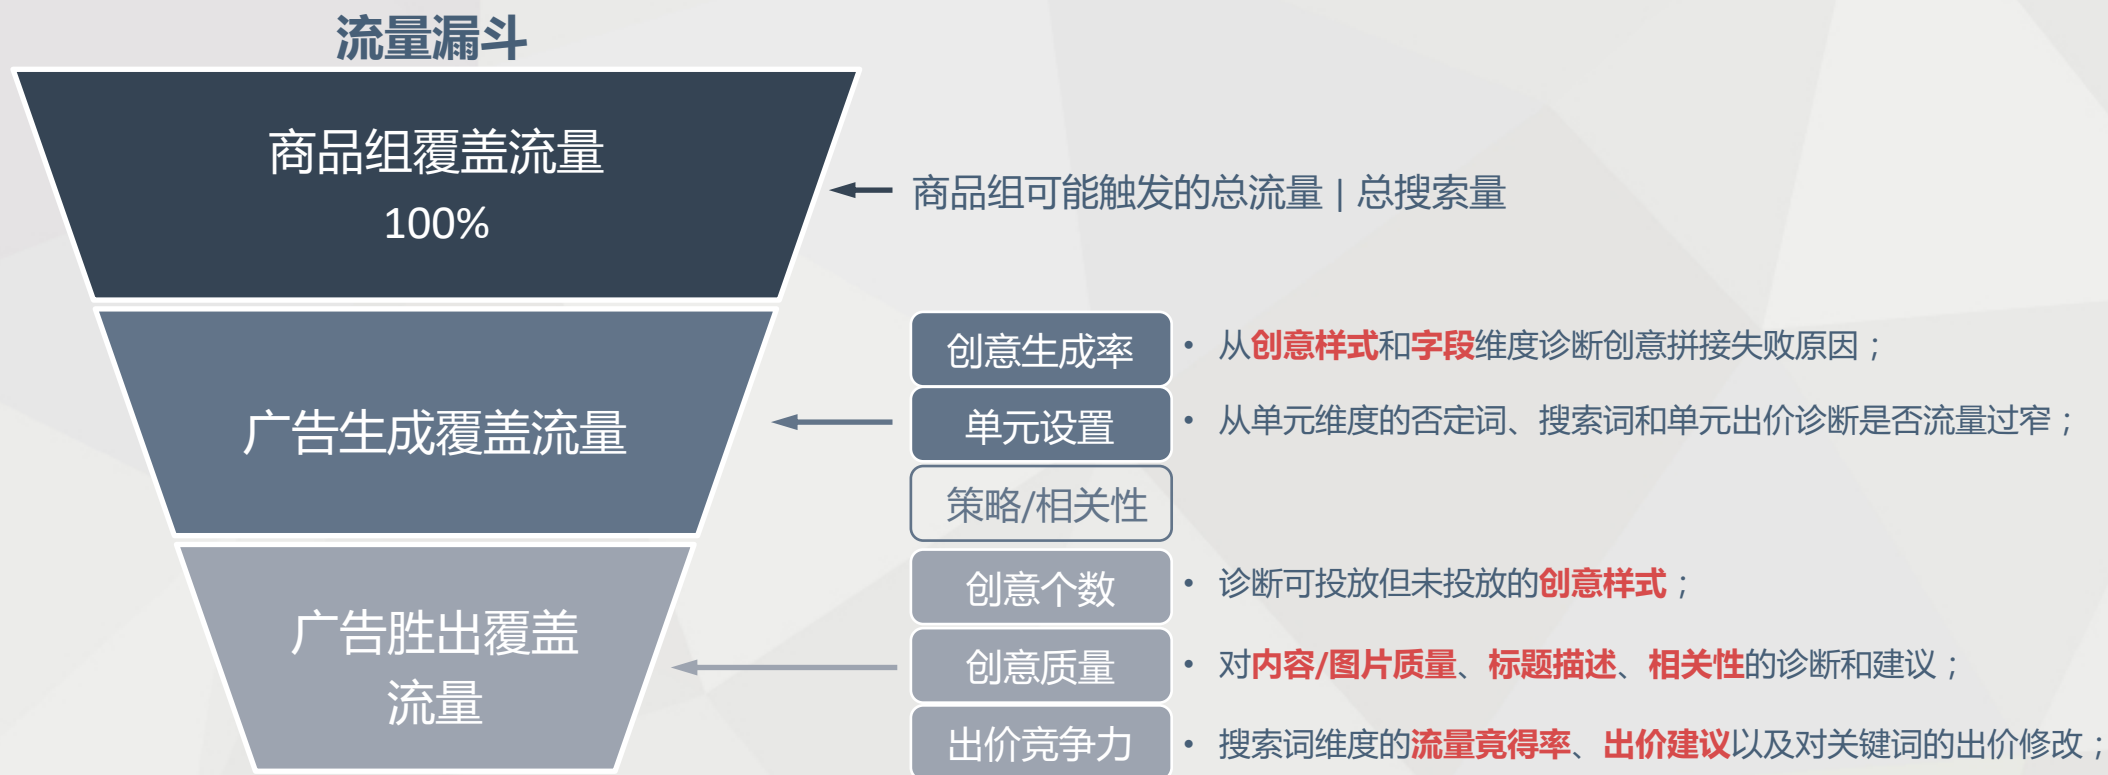 流量漏斗
商品组覆盖流量
100%
商品组可能触发的总流量 | 总搜索量
广告生成覆盖流量
创意生成率
• 从创意样式和字段维度诊断创意拼接失败原因；
单元设置
• 从单元维度的否定词、搜索词和单元出价诊断是否流量过窄；
策略/相关性
广告胜出覆盖
流量
创意个数
• 诊断可投放但未投放的创意样式；
创意质量
• 对内容/图片质量、标题描述、相关性的诊断和建议；
出价竞争力
• 搜索词维度的流量竟得率、出价建议以及对关键词的出价修改；